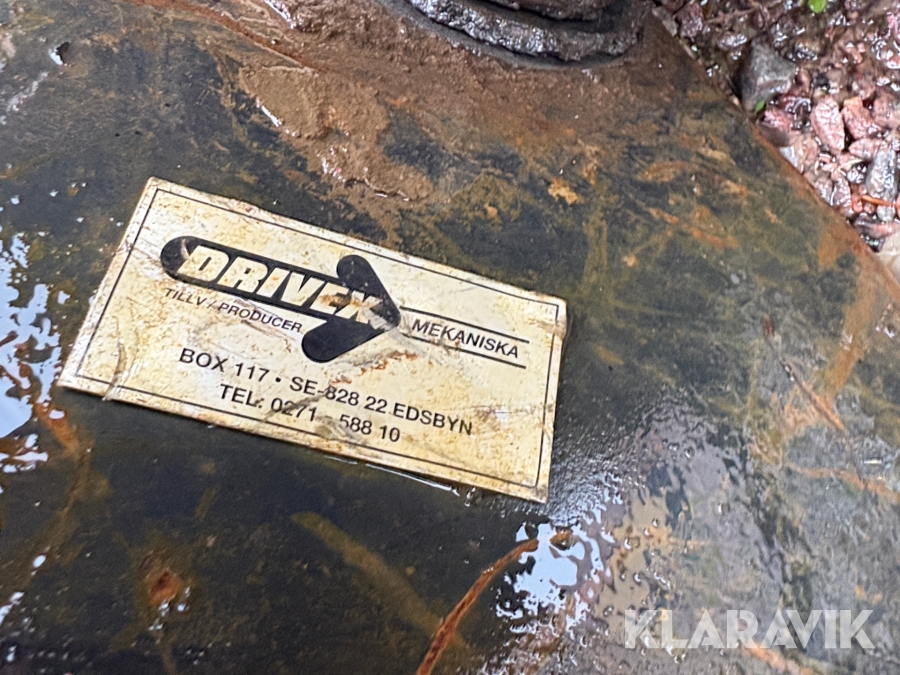 DRIVEX
TILLV / PRODUCER
MEKANISKA
BOX 117 • SE-828 22 EDSBYN
TEL: 0271 - 588 10
KLARAVIK